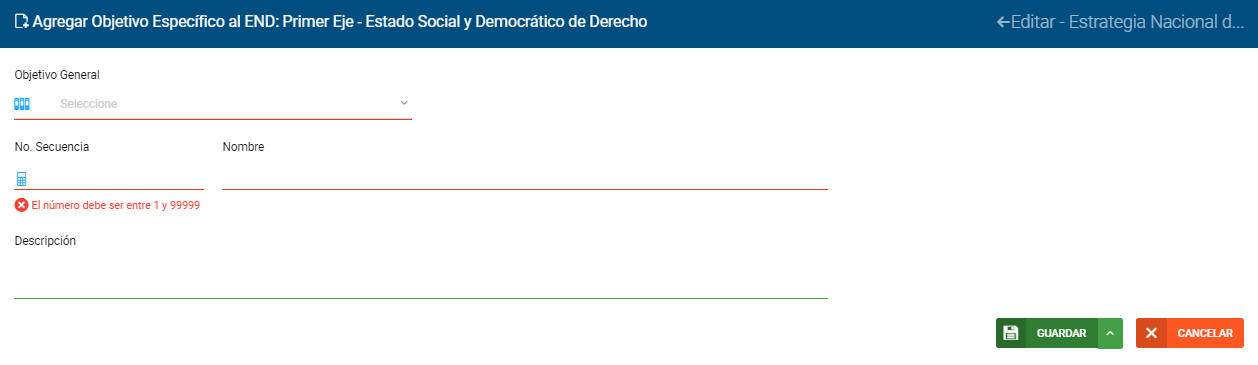 Agregar Objetivo Específico al END: Primer Eje - Estado Social y Democrático de Derecho
Editar - Estrategia Nacional d...
Objetivo General
Seleccione
No. Secuencia
Nombre
El número debe ser entre 1 y 99999
Descripción
GUARDAR
CANCELAR